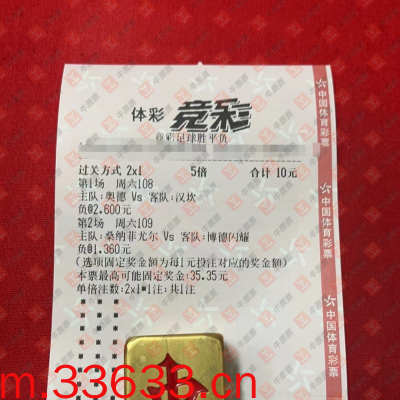 体彩 竞彩
竞彩足球胜平负
过关方式 2x1 5倍 合计 10元
第1场 周六108
主队:奥德 Vs 客队:汉坎
负@2.600元
第2场 周六109
主队:桑纳菲尤尔 Vs 客队:博德闪耀
负@1.360元
(选项固定奖金额为每1元投注对应的奖金额)
本票最高可能固定奖金:35.35元
单倍注数:2x1*1注;共1注
中国体育彩票
中国体育彩票
中国体育彩票
m.33633.cn